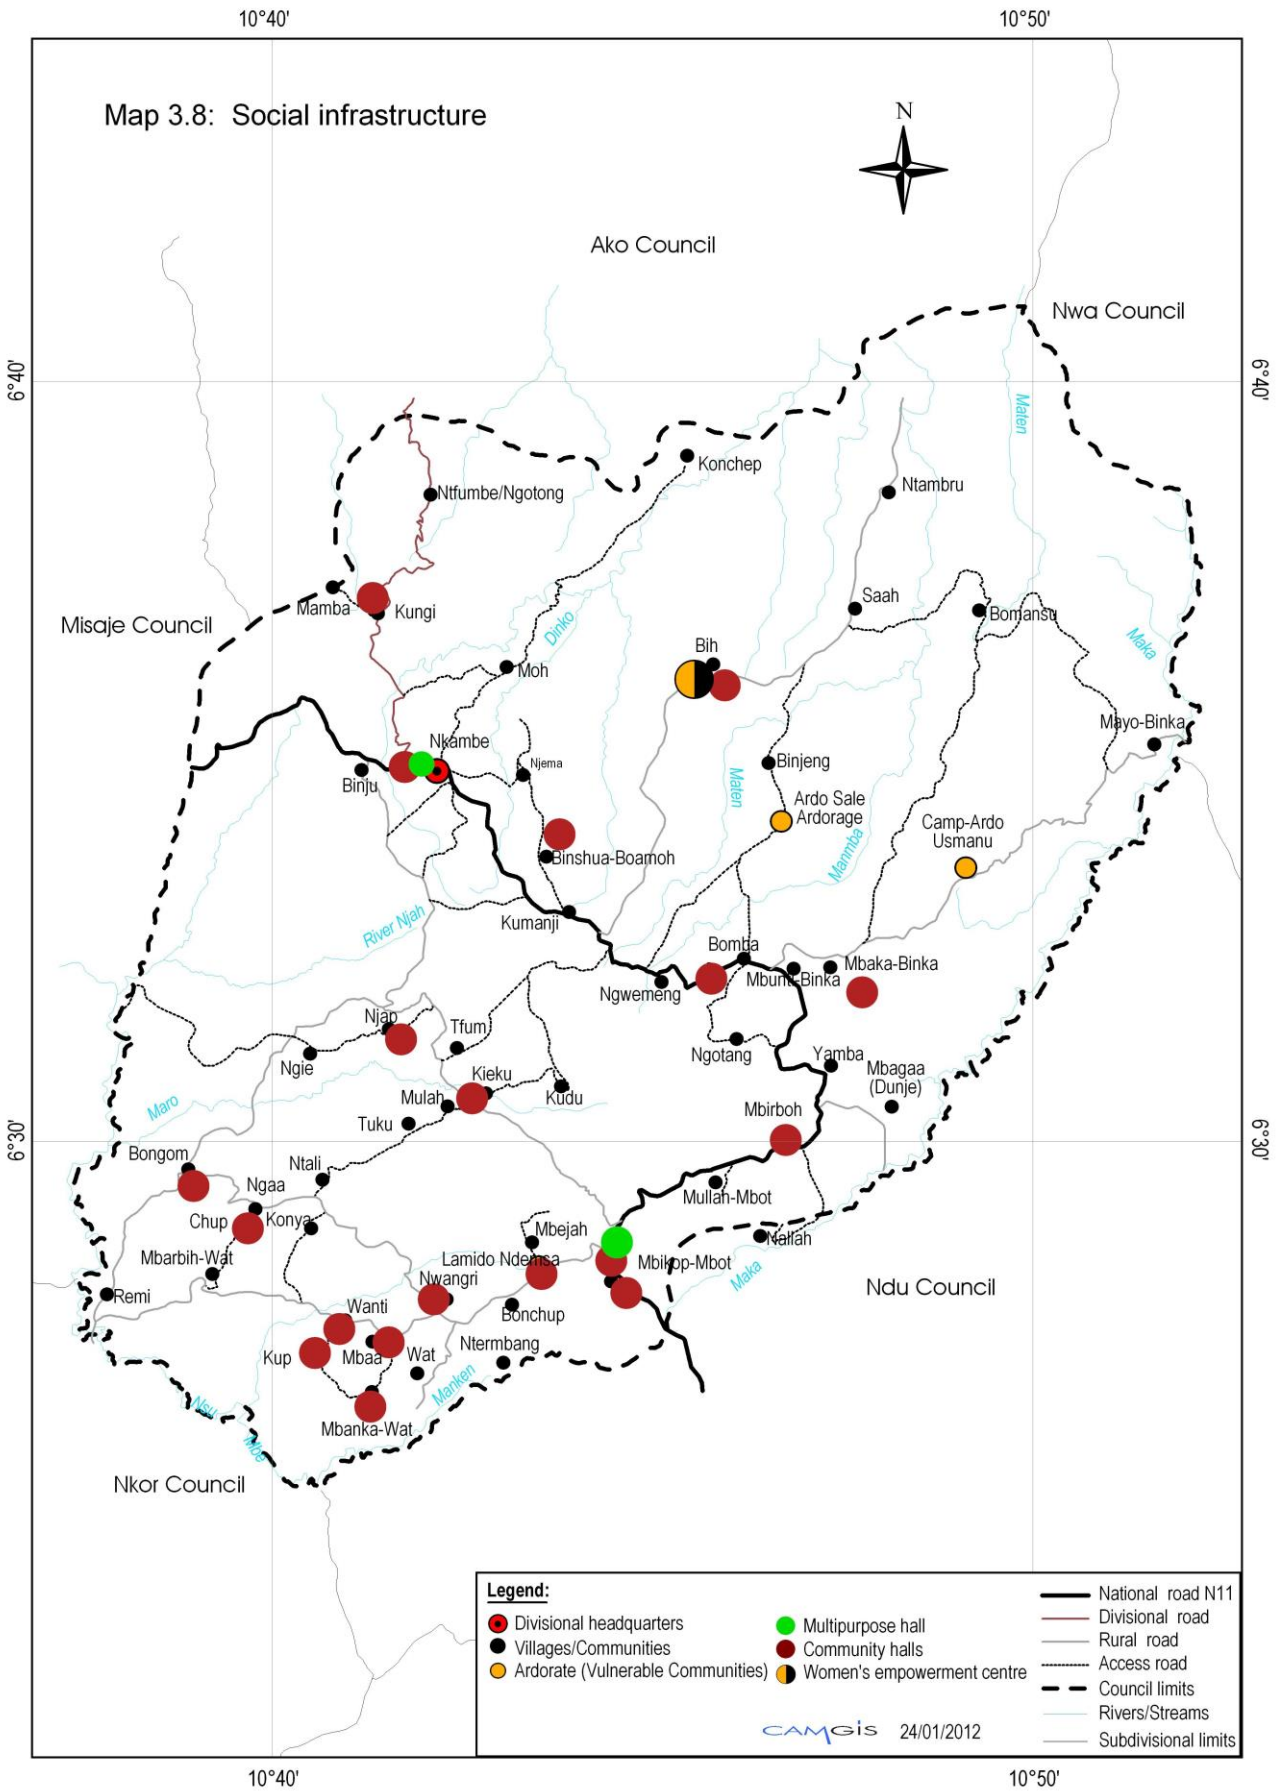 10°40'
10°50'
Map 3.8: Social infrastructure
N
Ako Council
Nwa Council
6°40'
6°40'
Maten
Konchep
Ntfumbe/Ngotong
Ntambru
Mamba
Kungi
Saah
Bomansu
Misaje Council
Dinko
Maka
Bih
Moh
Mayo-Binka
Nkambe
Njema
Binju
Binjeng
Maten
Ardo Sale
Ardorage
Camp-Ardo
Usmanu
Manmba
Binshua-Boamoh
River Njah
Kumanji
Bomba
Mbunti-Binka
Mbaka-Binka
Ngwemeng
Njap
Tfum
Ngotang
Yamba
Ngie
Mbagaa
(Dunje)
Kieku
Mulah
Kudu
Maro
Tuku
Mbirboh
6°30'
6°30'
Bongom
Ntali
Ngaa
Mullah-Mbot
Chup
Konya
Mbejah
Nallah
Mbarbih-Wat
Lamido Ndemsa
Mbikop-Mbot
Maka
Ndu Council
Remi
Nwangri
Wanti
Bonchup
Kup
Mbaa
Wat
Ntermbang
Manken
Nsu
Mbanka-Wat
Mbe
Nkor Council
Legend:
Divisional headquarters
Villages/Communities
Ardorate (Vulnerable Communities)
Multipurpose hall
Community halls
Women's empowerment centre
National road N11
Divisional road
Rural road
Access road
Council limits
Rivers/Streams
Subdivisional limits
CAMGIS 24/01/2012
10°40'
10°50'